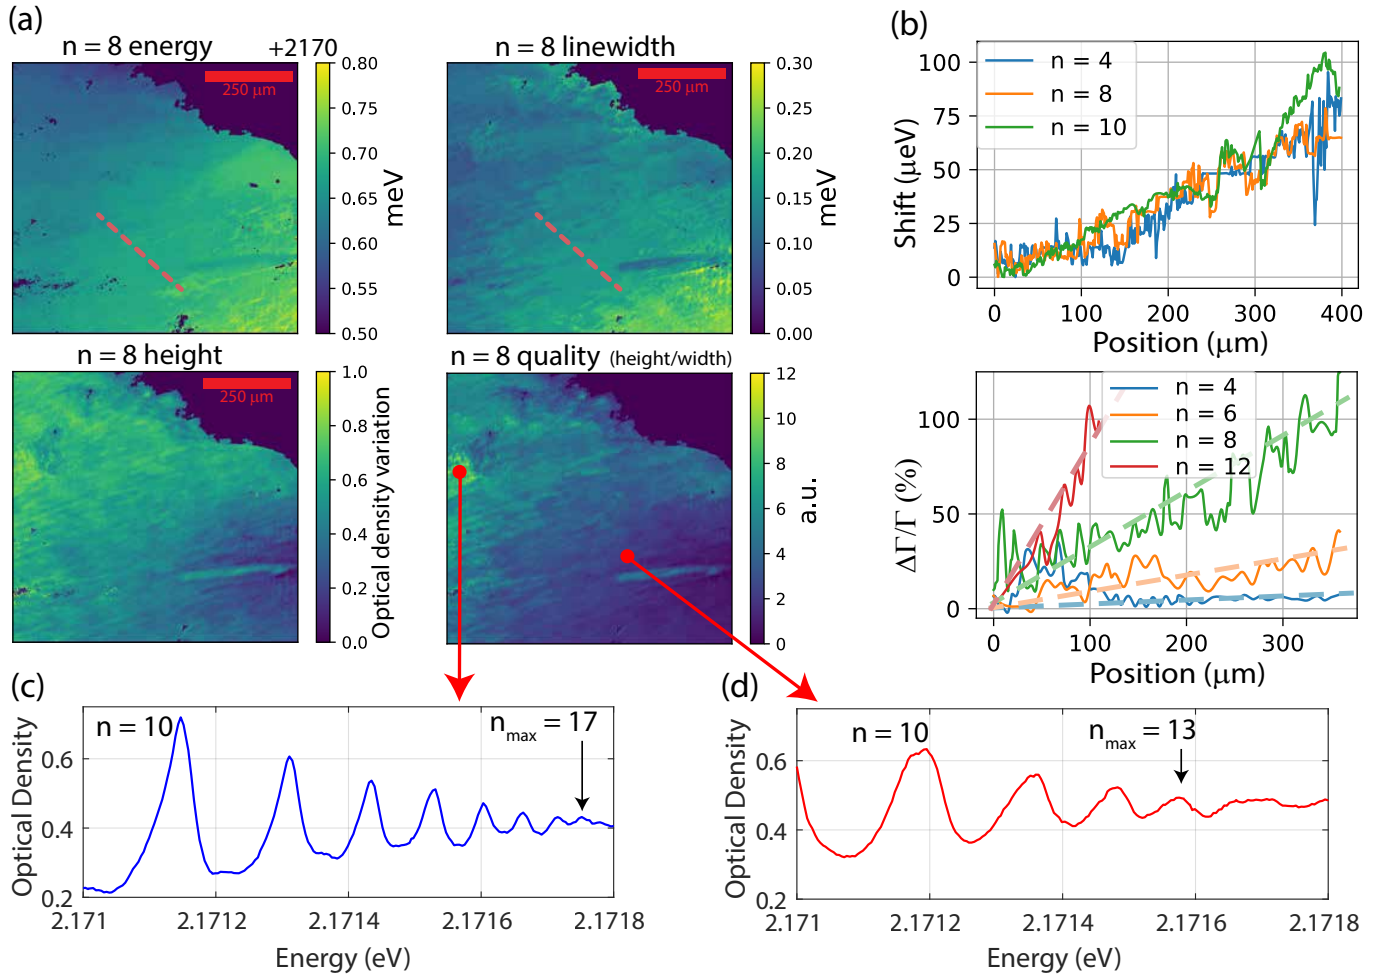 (a)
n = 8 energy
+2170
250 μm
0.80
0.75
0.70
0.65
0.60
0.55
0.50
meV
n = 8 linewidth
250 μm
0.30
0.25
0.20
0.15
0.10
0.05
0.00
meV
n = 8 height
250 μm
1.0
0.8
0.6
0.4
0.2
0.0
Optical density variation
n = 8 quality (height/width)
12
10
8
6
4
2
0
a.u.
(b)
n = 4
n = 8
n = 10
100
75
50
25
0
Shift (μeV)
0 100 200 300 400
Position (μm)
n = 4
n = 6
n = 8
n = 12
100
50
0
ΔΓ/Γ (%)
0 100 200 300
Position (μm)
(c)
n = 10
nmax = 17
0.6
0.4
0.2
Optical Density
2.171 2.1712 2.1714 2.1716 2.1718
Energy (eV)
(d)
n = 10
nmax = 13
0.6
0.4
0.2
Optical Density
2.171 2.1712 2.1714 2.1716 2.1718
Energy (eV)